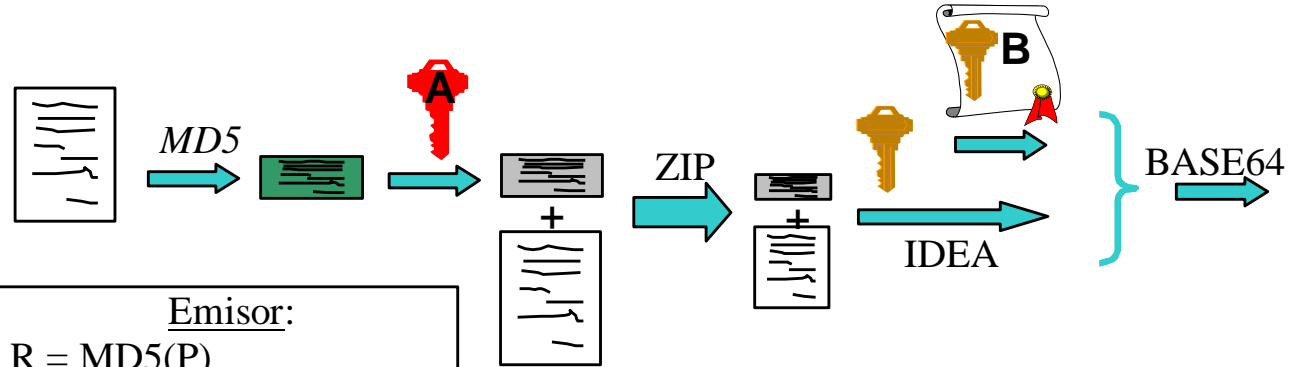 MD5
A
+
ZIP
+
B
IDEA
BASE64
Emisor:
R = MD5(P)